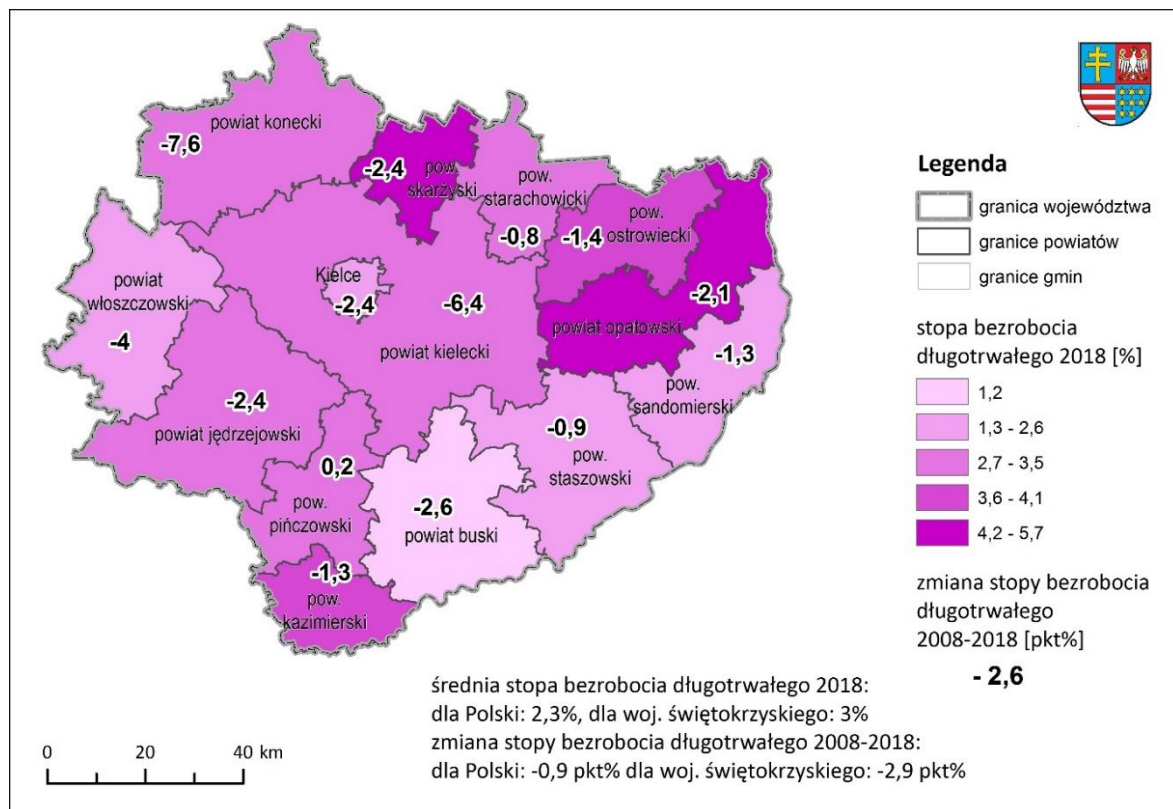 powiat konecki
-7,6
-2,4
pow.
skarżyski
pow.
starachowicki
-0,8
pow.
ostrowiecki
-1,4
powiat
włoszczowski
-4
Kielce
-2,4
-6,4
powiat kielecki
-2,1
powiat opatowski
-1,3
pow.
sandomierski
-2,4
powiat jędrzejowski
-0,9
pow.
staszowski
0,2
pow.
pińczowski
-2,6
powiat buski
-1,3
pow.
kazimierski
Legenda
granica województwa
granice powiatów
granice gmin
stopa bezrobocia
długotrwałego 2018 [%]
1,2
1,3 - 2,6
2,7 - 3,5
3,6 - 4,1
4,2 - 5,7
zmiana stopy bezrobocia
długotrwałego
2008-2018 [pkt%]
- 2,6
średnia stopa bezrobocia długotrwałego 2018:
dla Polski: 2,3%, dla woj. świętokrzyskiego: 3%
zmiana stopy bezrobocia długotrwałego 2008-2018:
dla Polski: -0,9 pkt% dla woj. świętokrzyskiego: -2,9 pkt%
0 20 40 km